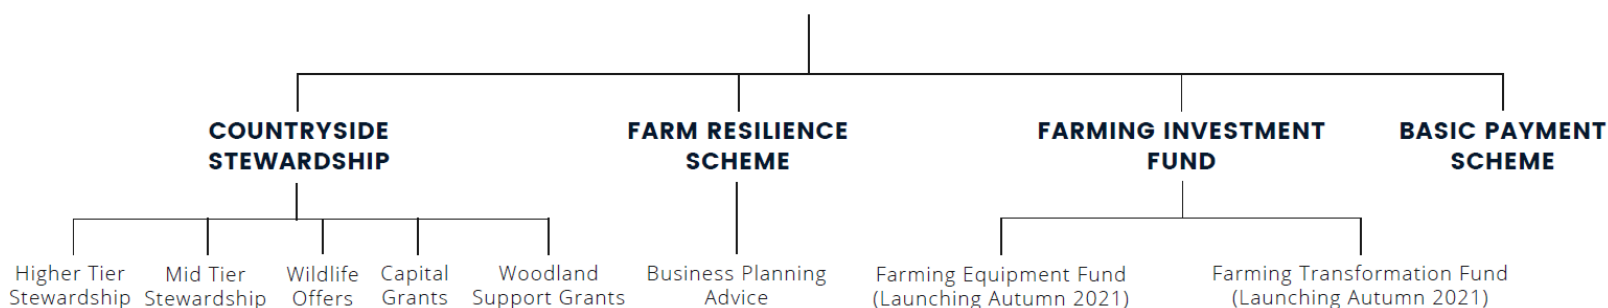 COUNTRYSIDE
STEWARDSHIP
FARM RESILIENCE
SCHEME
FARMING INVESTMENT
FUND
BASIC PAYMENT
SCHEME
Higher Tier
Stewardship
Mid Tier
Stewardship
Wildlife
Offers
Capital
Grants
Woodland
Support Grants
Business Planning
Advice
Farming Equipment Fund
(Launching Autumn 2021)
Farming Transformation Fund
(Launching Autumn 2021)